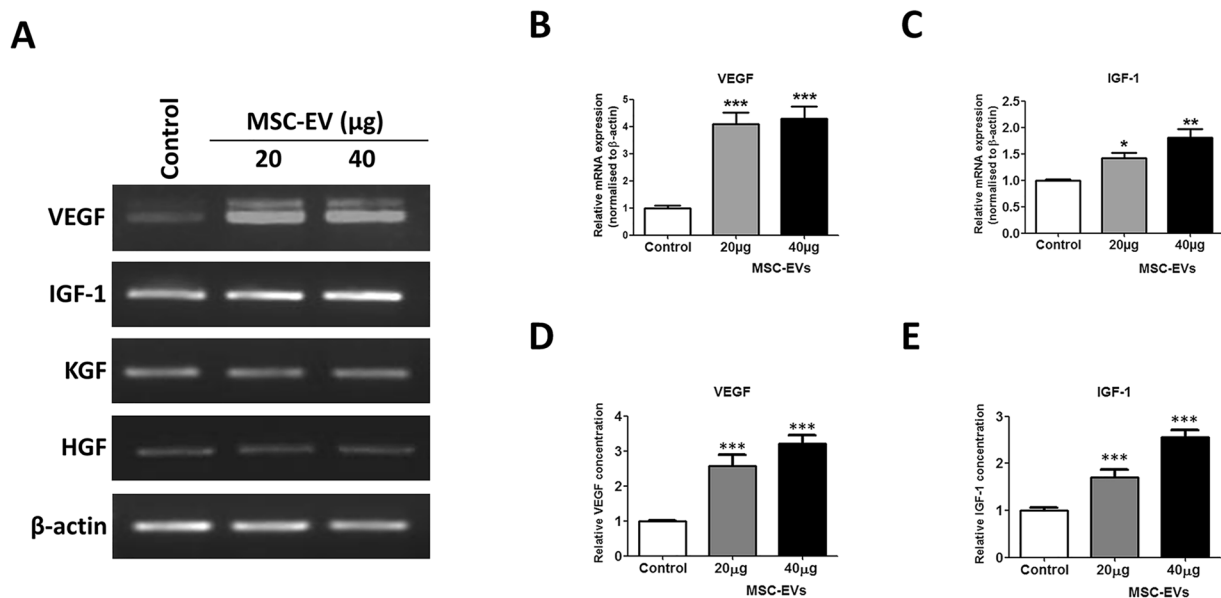 A
Control
MSC-EV (µg)
20
40
VEGF
IGF-1
KGF
HGF
β-actin
B
VEGF
Relative mRNA expression
(normalised to β-actin)
5
4
3
2
1
0
***
***
Control
20µg
40µg
MSC-EVs
C
IGF-1
Relative mRNA expression
(normalised to β-actin)
2.5
2.0
1.5
1.0
0.5
0.0
*
**
Control
20µg
40µg
MSC-EVs
D
VEGF
Relative VEGF concentration
4
3
2
1
0
***
***
Control
20µg
40µg
MSC-EVs
E
IGF-1
Relative IGF-1 concentration
3
2
1
0
***
***
Control
20µg
40µg
MSC-EVs